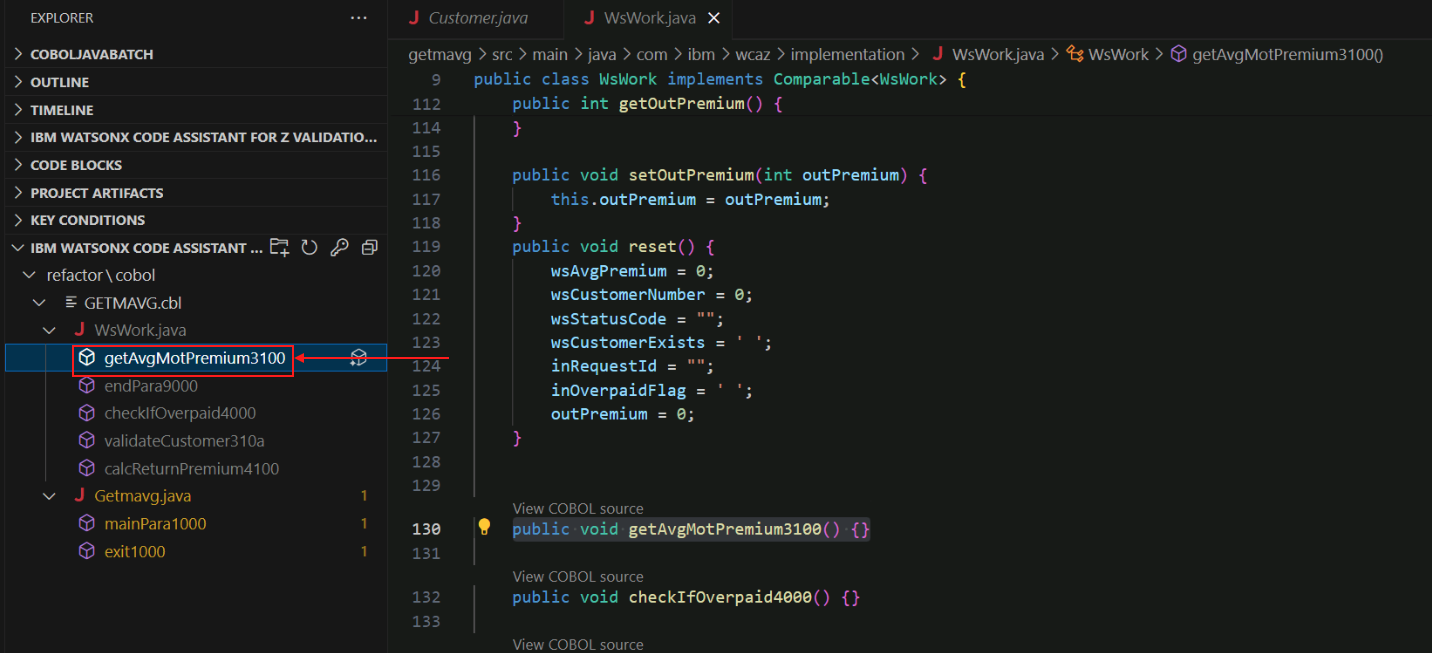 EXPLORER ···
COBOLJAVABATCH
OUTLINE
TIMELINE
IBM WATSONX CODE ASSISTANT FOR Z VALIDATIO...
CODE BLOCKS
PROJECT ARTIFACTS
KEY CONDITIONS
IBM WATSONX CODE ASSISTANT ...
refactor\cobol
GETMAVG.cbl
J WsWork.java
getAvgMotPremium3100
endPara9000
checkIfOverpaid4000
validateCustomer310a
calcReturnPremium4100
J Getmavg.java 1
mainPara1000 1
exit1000 1
J Customer.java J WsWork.java
getmavg > src > main > java > com > ibm > wcaz > implementation > J WsWork.java > WsWork > getAvgMotPremium3100()
9 public class WsWork implements Comparable<WsWork> {
112 public int getOutPremium() {
114 }
115
116 public void setOutPremium(int outPremium) {
117 this.outPremium = outPremium;
118 }
119 public void reset() {
120 wsAvgPremium = 0;
121 wsCustomerNumber = 0;
122 wsStatusCode = "";
123 wsCustomerExists = ' ';
124 inRequestId = "";
125 inOverpaidFlag = ' ';
126 outPremium = 0;
127 }
128
129
View COBOL source
130 public void getAvgMotPremium3100() {}
131
View COBOL source
132 public void checkIfOverpaid4000() {}
133
View COBOL source